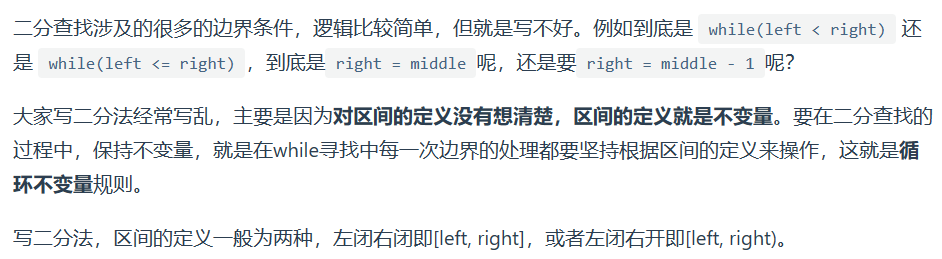 二分查找涉及的很多的边界条件，逻辑比较简单，但就是写不好。例如到底是 while(left < right) 还
是 while(left <= right) ，到底是 right = middle 呢，还是要 right = middle - 1 呢？
大家写二分法经常写乱，主要是因为对区间的定义没有想清楚，区间的定义就是不变量。要在二分查找的
过程中，保持不变量，就是在while寻找中每一次边界的处理都要坚持根据区间的定义来操作，这就是循
环不变量规则。
写二分法，区间的定义一般为两种，左闭右闭即[left, right]，或者左闭右开即[left, right)。